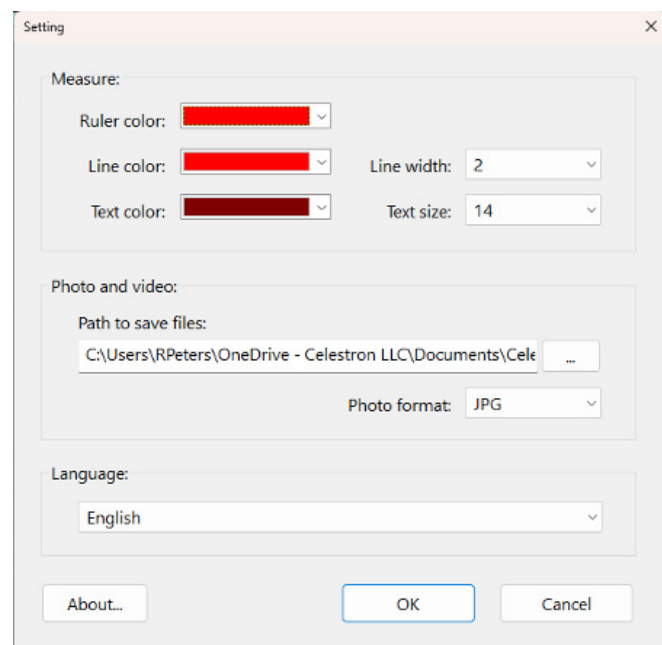 Setting
Measure:
Ruler color:
Line color:
Line width: 2
Text color:
Text size: 14
Photo and video:
Path to save files:
C:\Users\RPeters\OneDrive - Celestron LLC\Documents\Cele
...
Photo format: JPG
Language:
English
About...
OK
Cancel